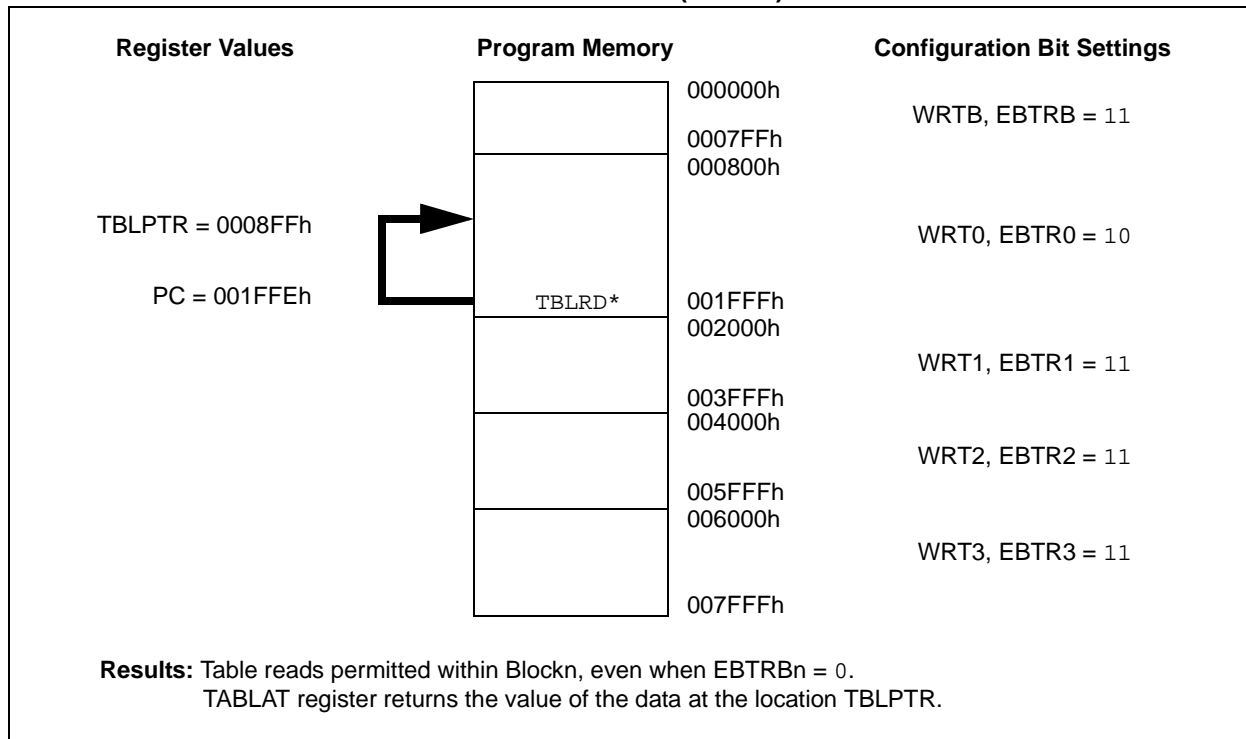 Register Values Program Memory Configuration Bit Settings
000000h
WRTB, EBTRB = 11
0007FFh
000800h
TBLPTR = 0008FFh
WRT0, EBTR0 = 10
PC = 001FFEh
TBLRD*
001FFFh
002000h
WRT1, EBTR1 = 11
003FFFh
004000h
WRT2, EBTR2 = 11
005FFFh
006000h
WRT3, EBTR3 = 11
007FFFh
Results: Table reads permitted within Blockn, even when EBTRBn = 0.
TABLAT register returns the value of the data at the location TBLPTR.